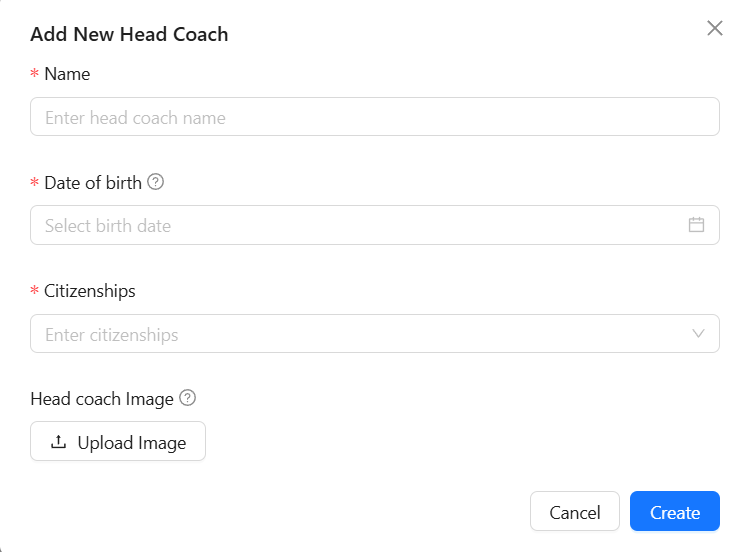 Add New Head Coach
* Name
Enter head coach name
* Date of birth
Select birth date
* Citizenships
Enter citizenships
Head coach Image
Upload Image
Cancel Create